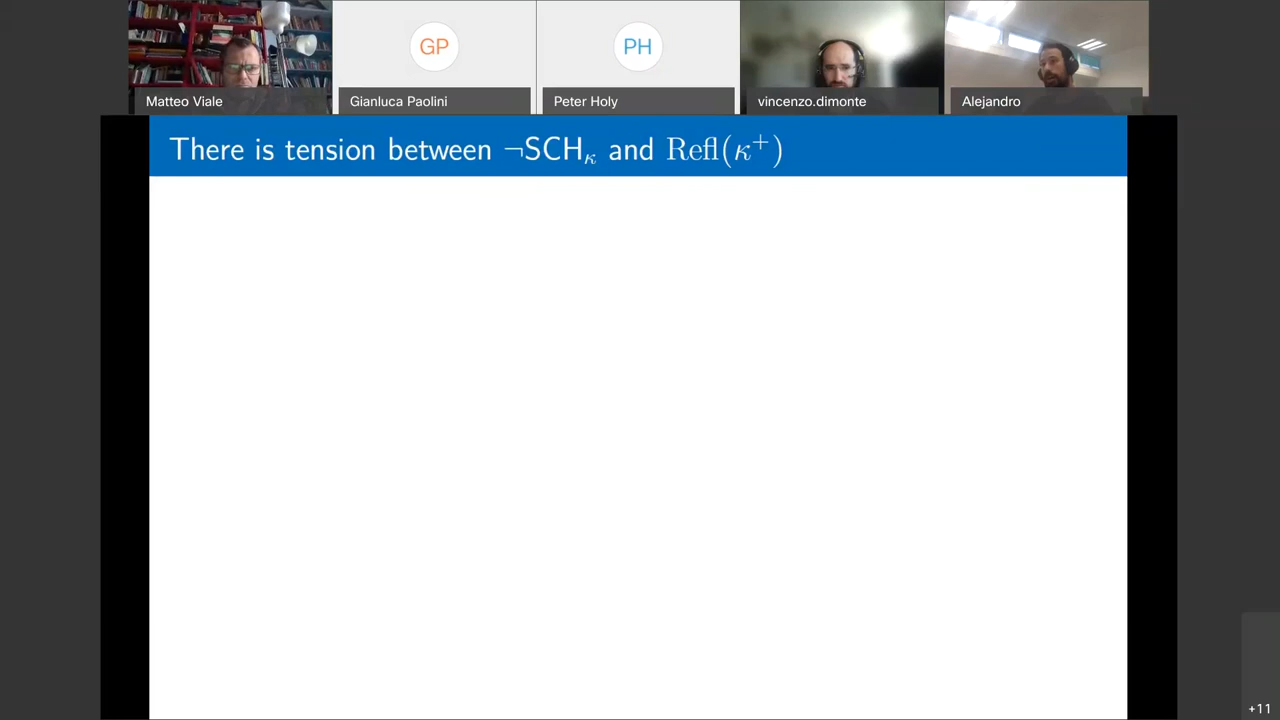 GP
PH
Matteo Viale
Gianluca Paolini
Peter Holy
vincenzo.dimonte
Alejandro
There is tension between ¬SCH_κ and Refl(κ⁺)
+11